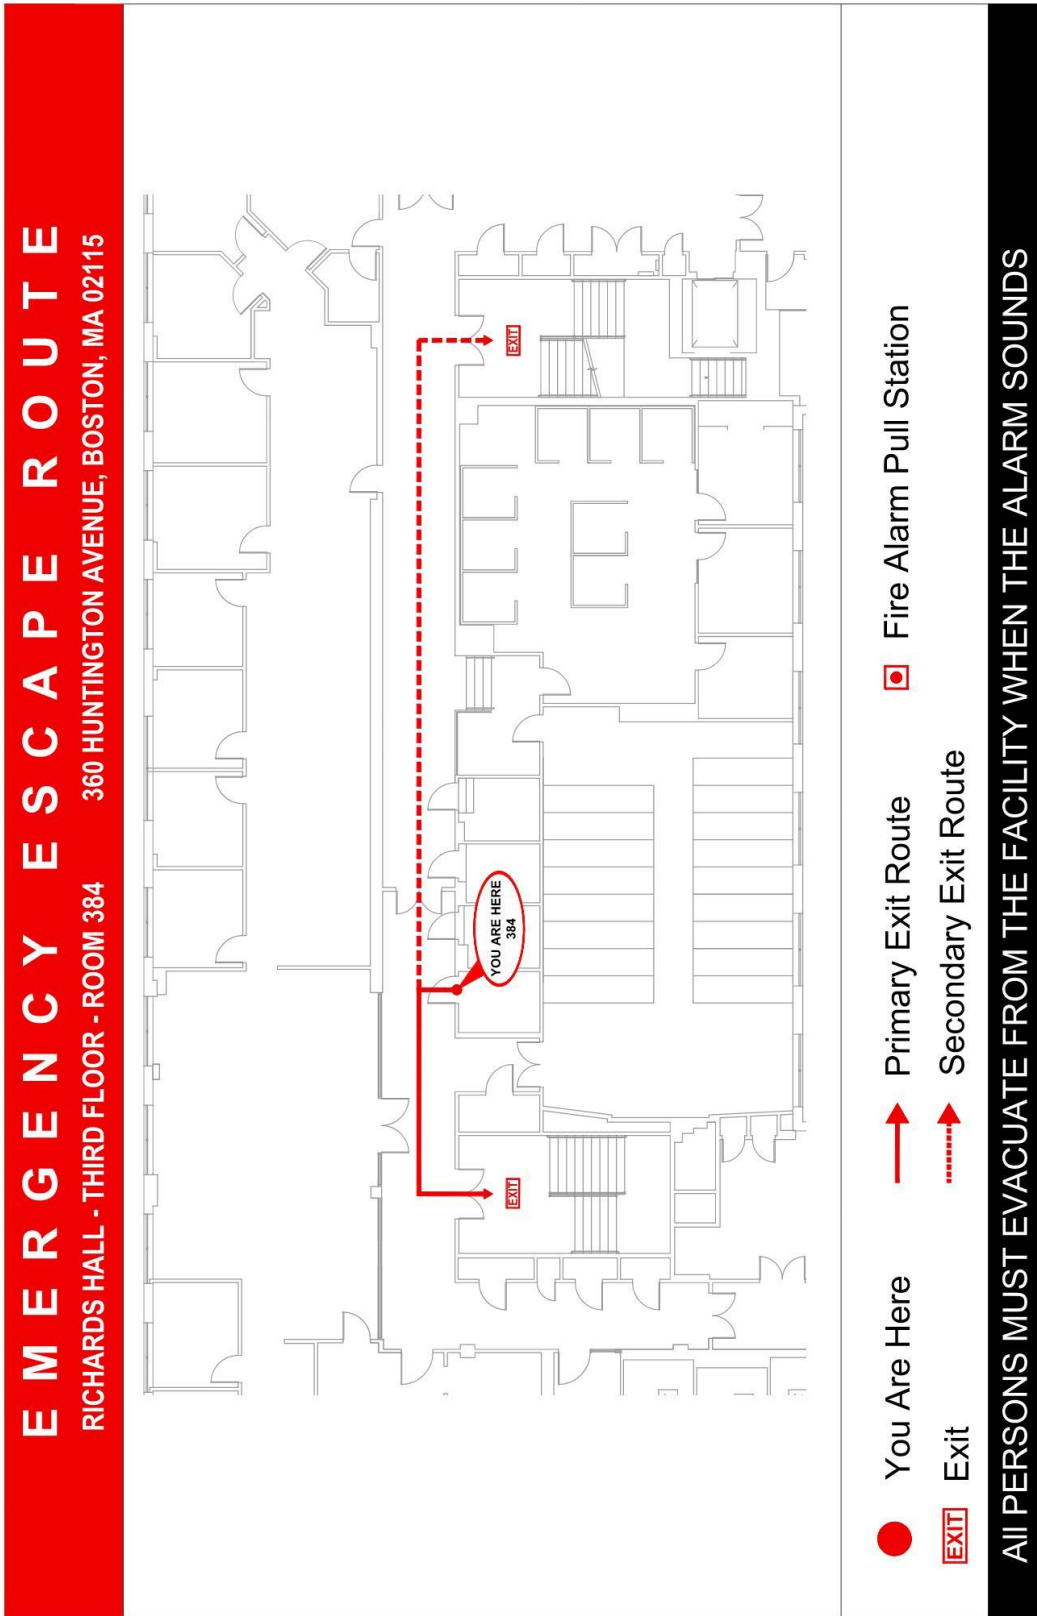 EMERGENCY ESCAPE ROUTE
RICHARDS HALL - THIRD FLOOR - ROOM 384 360 HUNTINGTON AVENUE, BOSTON, MA 02115
EXIT
YOU ARE HERE
384
EXIT
You Are Here
Primary Exit Route
Fire Alarm Pull Station
EXIT Exit
Secondary Exit Route
All PERSONS MUST EVACUATE FROM THE FACILITY WHEN THE ALARM SOUNDS